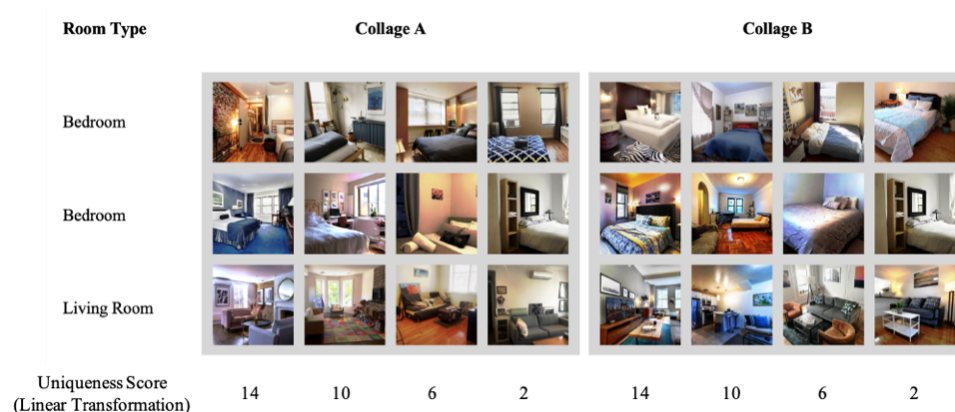 Room Type Collage A Collage B
Bedroom
Bedroom
Living Room
Uniqueness Score
(Linear Transformation) 14 10 6 2 14 10 6 2